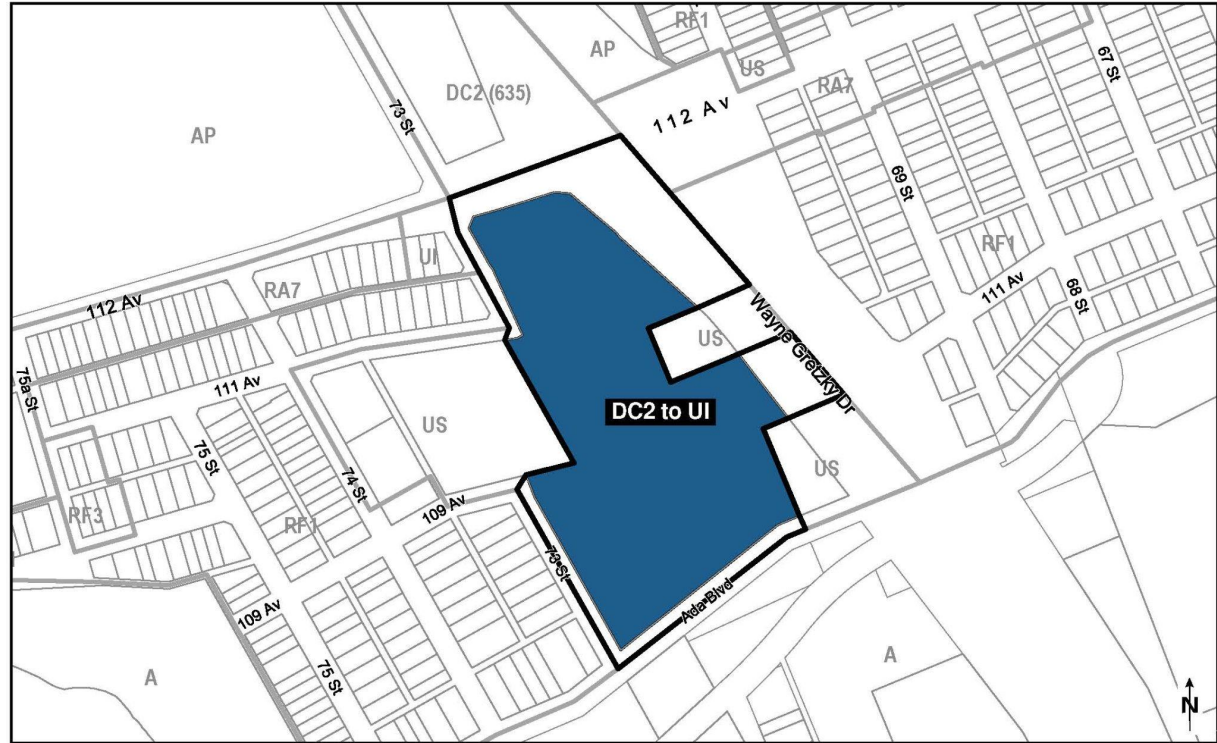 RF1
AP
US
67 St
DC2 (635)
RA7
112 Av
73 St
AP
69 St
RF1
UI
RA7
112 Av
111 Av
68 St
Wayne Gretzky Dr
US
75a St
111 Av
DC2 to UI
US
75 St
US
74 St
109 Av
RF3
RF1
73 St
Ada Blvd
109 Av
A
A
75 St
N